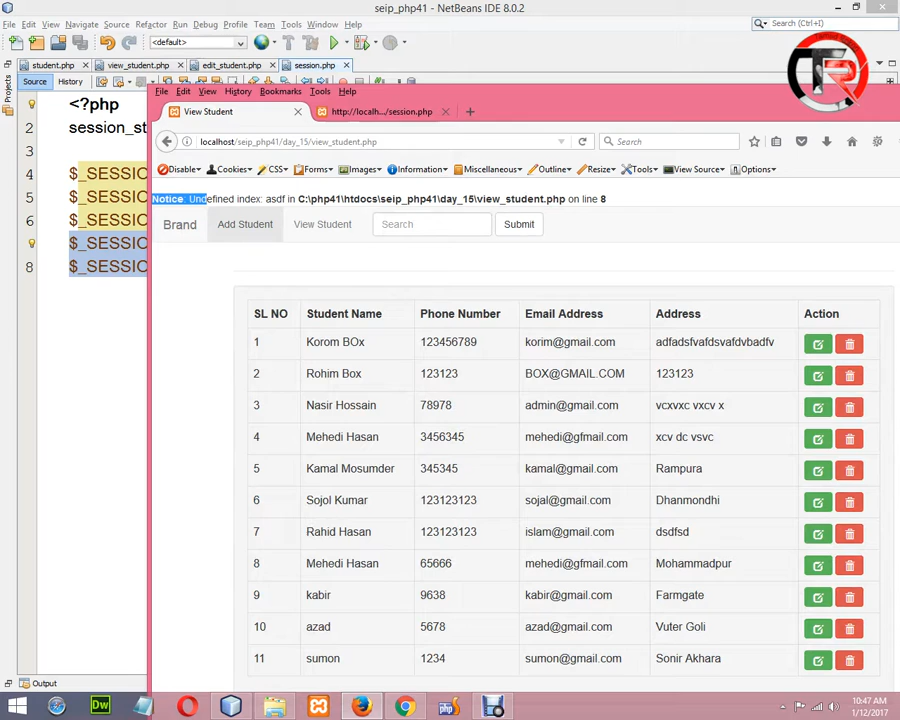 seip_php41 - NetBeans IDE 8.0.2
File Edit View Navigate Source Refactor Run Debug Profile Team Tools Window Help
<default>
Search (Ctrl+I)
student.php view_student.php edit_student.php session.php
Source History
Projects
<?php
2 session_st
3
4 $_SESSIO
5 $_SESSIO
6 $_SESSIO
$_SESSIO
8 $_SESSIO
File Edit View History Bookmarks Tools Help
View Student http://localh.../session.php
localhost/seip_php41/day_15/view_student.php Search
Disable Cookies CSS Forms Images Information Miscellaneous Outline Resize Tools View Source Options
Notice: Undefined index: asdf in C:\php41\htdocs\seip_php41\day_15\view_student.php on line 8
Brand Add Student View Student Search Submit
SL NO Student Name Phone Number Email Address Address Action
1 Korom BOx 123456789 korim@gmail.com adfadsfvafdsvafdvbadfv
2 Rohim Box 123123 BOX@GMAIL.COM 123123
3 Nasir Hossain 78978 admin@gmail.com vcxvxc vxcv x
4 Mehedi Hasan 3456345 mehedi@gfmail.com xcv dc vsvc
5 Kamal Mosumder 345345 kamal@gmail.com Rampura
6 Sojol Kumar 123123123 sojal@gmail.com Dhanmondhi
7 Rahid Hasan 123123123 islam@gmail.com dsdfsd
8 Mehedi Hasan 65666 mehedi@gfmail.com Mohammadpur
9 kabir 9638 kabir@gmail.com Farmgate
10 azad 5678 azad@gmail.com Vuter Goli
11 sumon 1234 sumon@gmail.com Sonir Akhara
Output
Dw
10:47 AM
1/12/2017